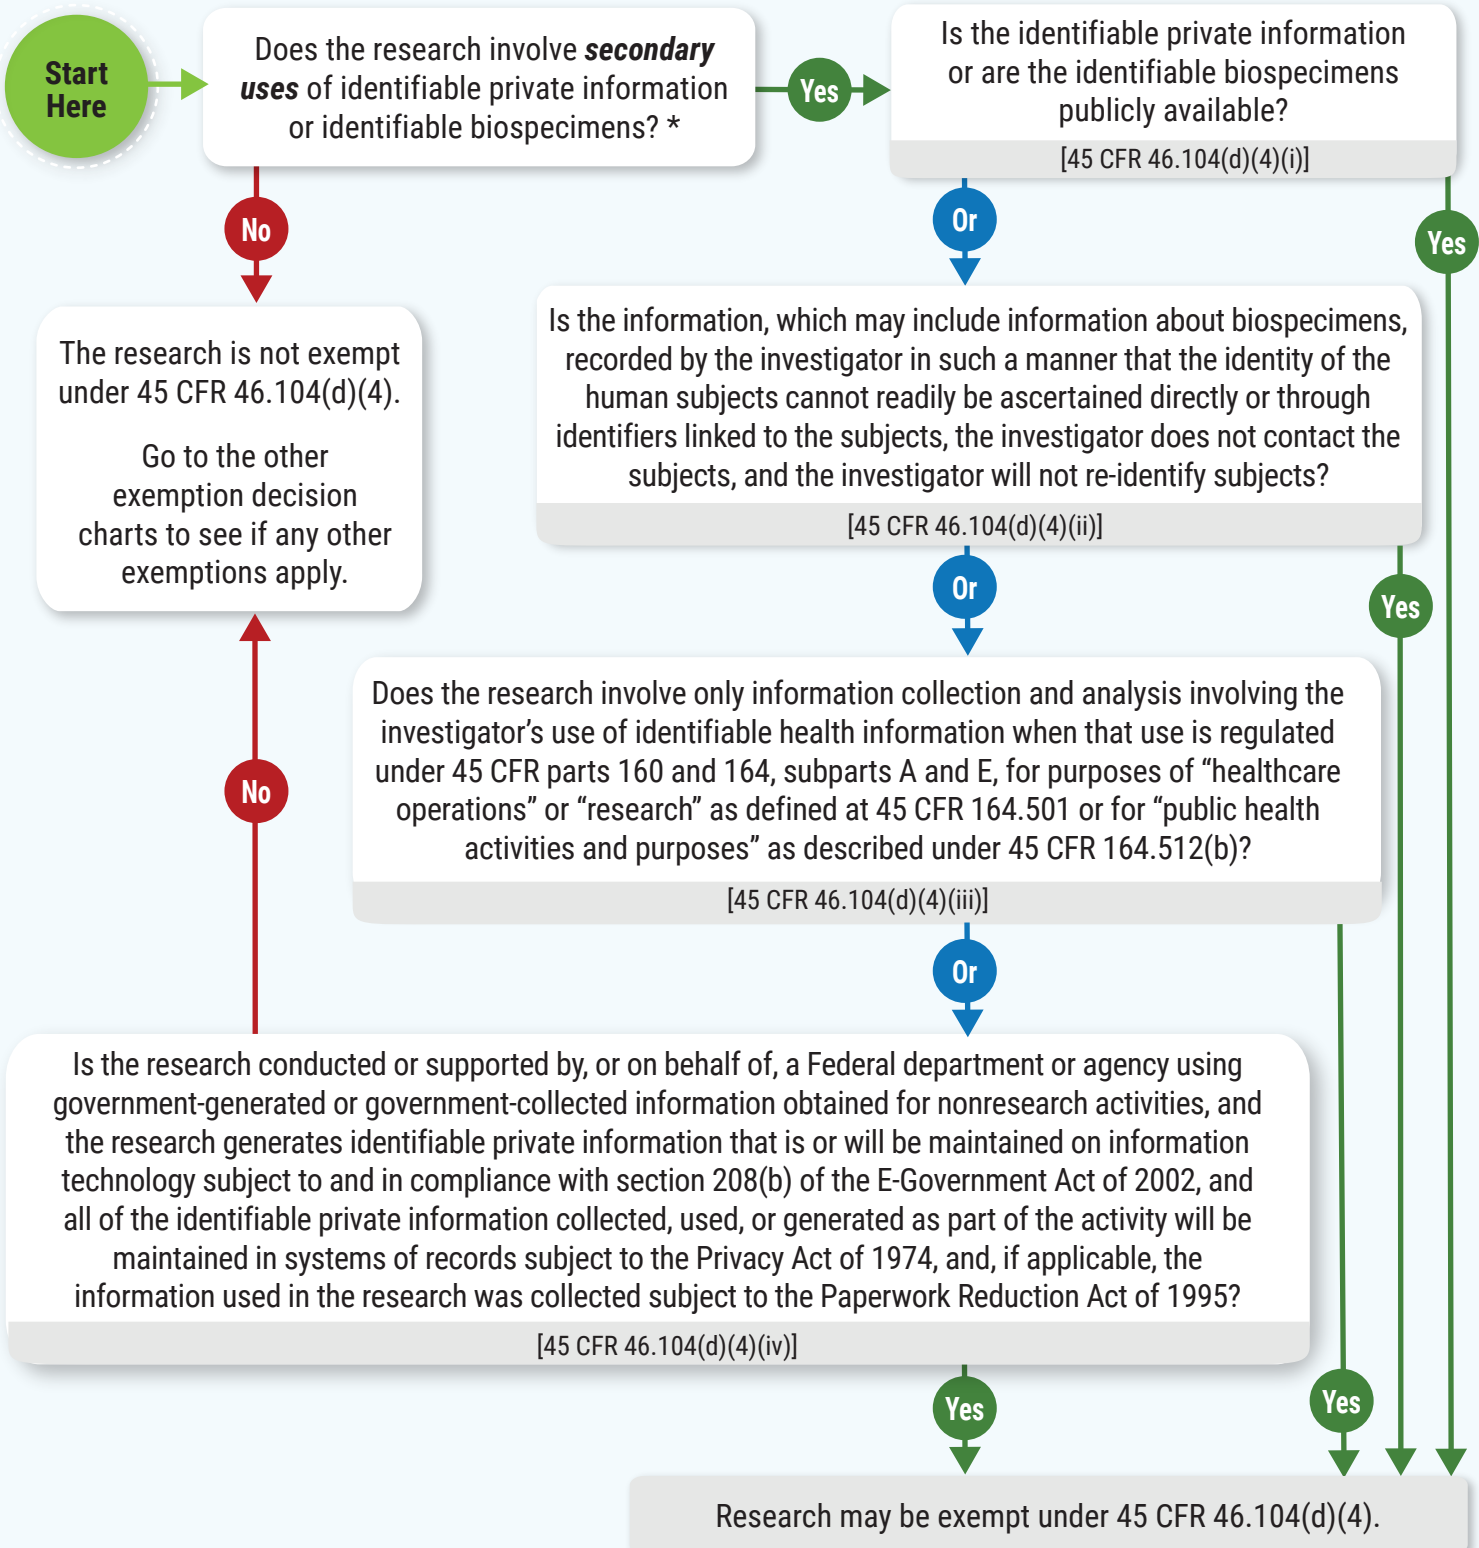 Start
Here
Does the research involve secondary
uses of identifiable private information
or identifiable biospecimens? *
Yes
Is the identifiable private information
or are the identifiable biospecimens
publicly available?
[45 CFR 46.104(d)(4)(i)]
No
Or
Yes
The research is not exempt
under 45 CFR 46.104(d)(4).
Go to the other
exemption decision
charts to see if any other
exemptions apply.
Is the information, which may include information about biospecimens,
recorded by the investigator in such a manner that the identity of the
human subjects cannot readily be ascertained directly or through
identifiers linked to the subjects, the investigator does not contact the
subjects, and the investigator will not re-identify subjects?
[45 CFR 46.104(d)(4)(ii)]
Or
Yes
Does the research involve only information collection and analysis involving the
investigator’s use of identifiable health information when that use is regulated
under 45 CFR parts 160 and 164, subparts A and E, for purposes of “healthcare
operations” or “research” as defined at 45 CFR 164.501 or for “public health
activities and purposes” as described under 45 CFR 164.512(b)?
[45 CFR 46.104(d)(4)(iii)]
No
Or
Is the research conducted or supported by, or on behalf of, a Federal department or agency using
government-generated or government-collected information obtained for nonresearch activities, and
the research generates identifiable private information that is or will be maintained on information
technology subject to and in compliance with section 208(b) of the E-Government Act of 2002, and
all of the identifiable private information collected, used, or generated as part of the activity will be
maintained in systems of records subject to the Privacy Act of 1974, and, if applicable, the
information used in the research was collected subject to the Paperwork Reduction Act of 1995?
[45 CFR 46.104(d)(4)(iv)]
Yes
Yes
Research may be exempt under 45 CFR 46.104(d)(4).